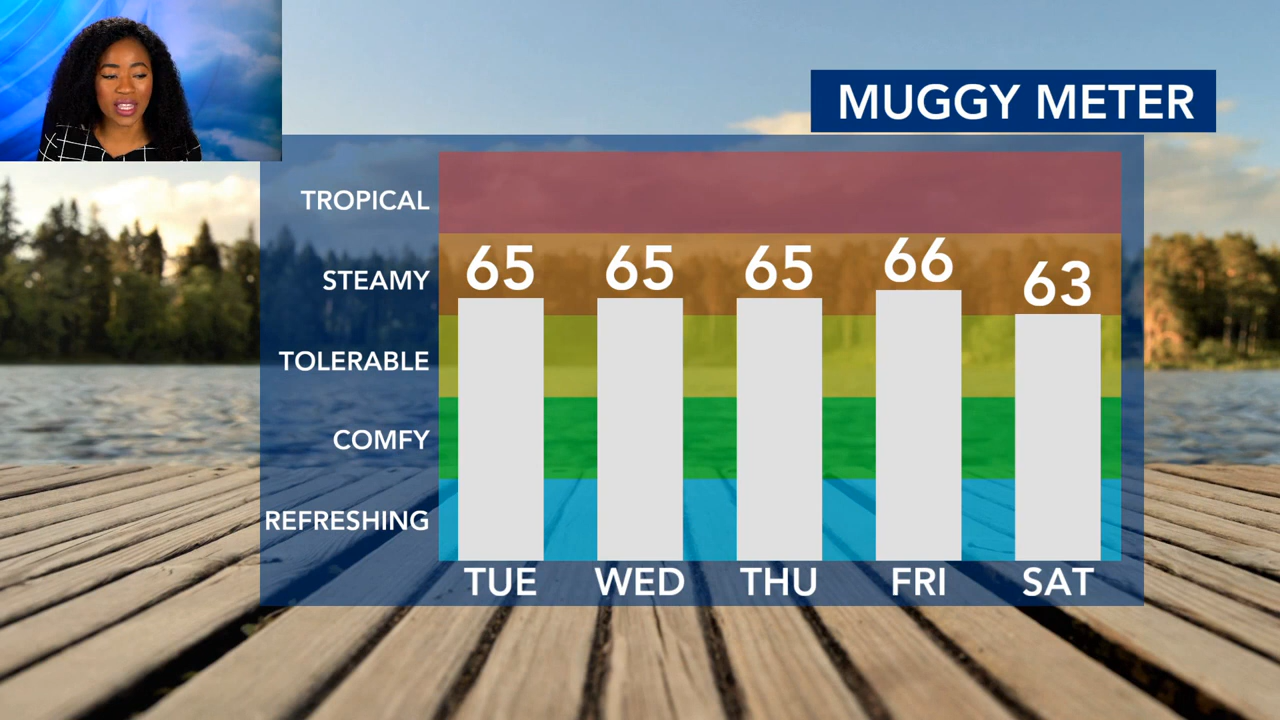 MUGGY METER
TROPICAL
STEAMY
TOLERABLE
COMFY
REFRESHING
65 65 65 66 63
TUE WED THU FRI SAT